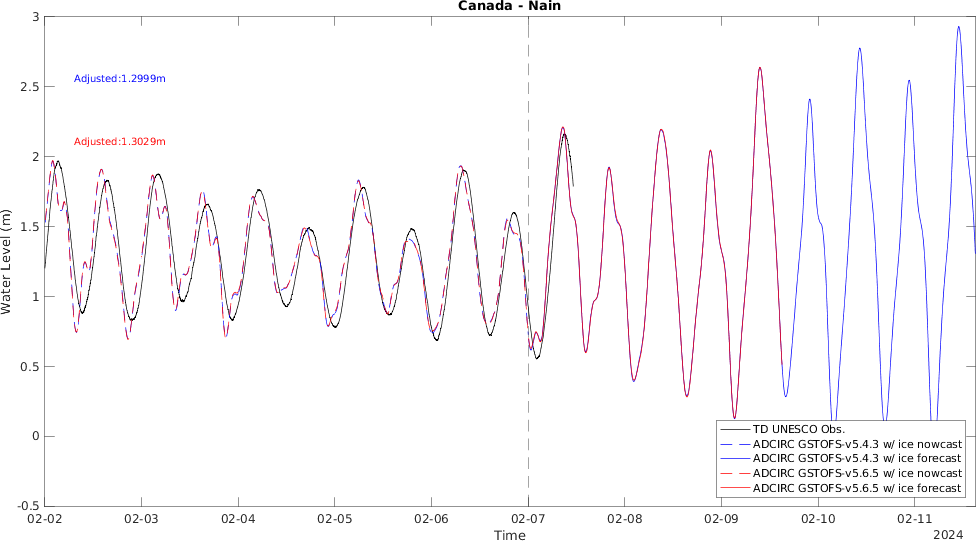 Canada - Nain
Adjusted:1.2999m
Adjusted:1.3029m
Water Level (m)
3
2.5
2
1.5
1
0.5
0
-0.5
TD UNESCO Obs.
ADCIRC GSTOFS-v5.4.3 w/ ice nowcast
ADCIRC GSTOFS-v5.4.3 w/ ice forecast
ADCIRC GSTOFS-v5.6.5 w/ ice nowcast
ADCIRC GSTOFS-v5.6.5 w/ ice forecast
02-02 02-03 02-04 02-05 02-06 02-07 02-08 02-09 02-10 02-11
Time
2024